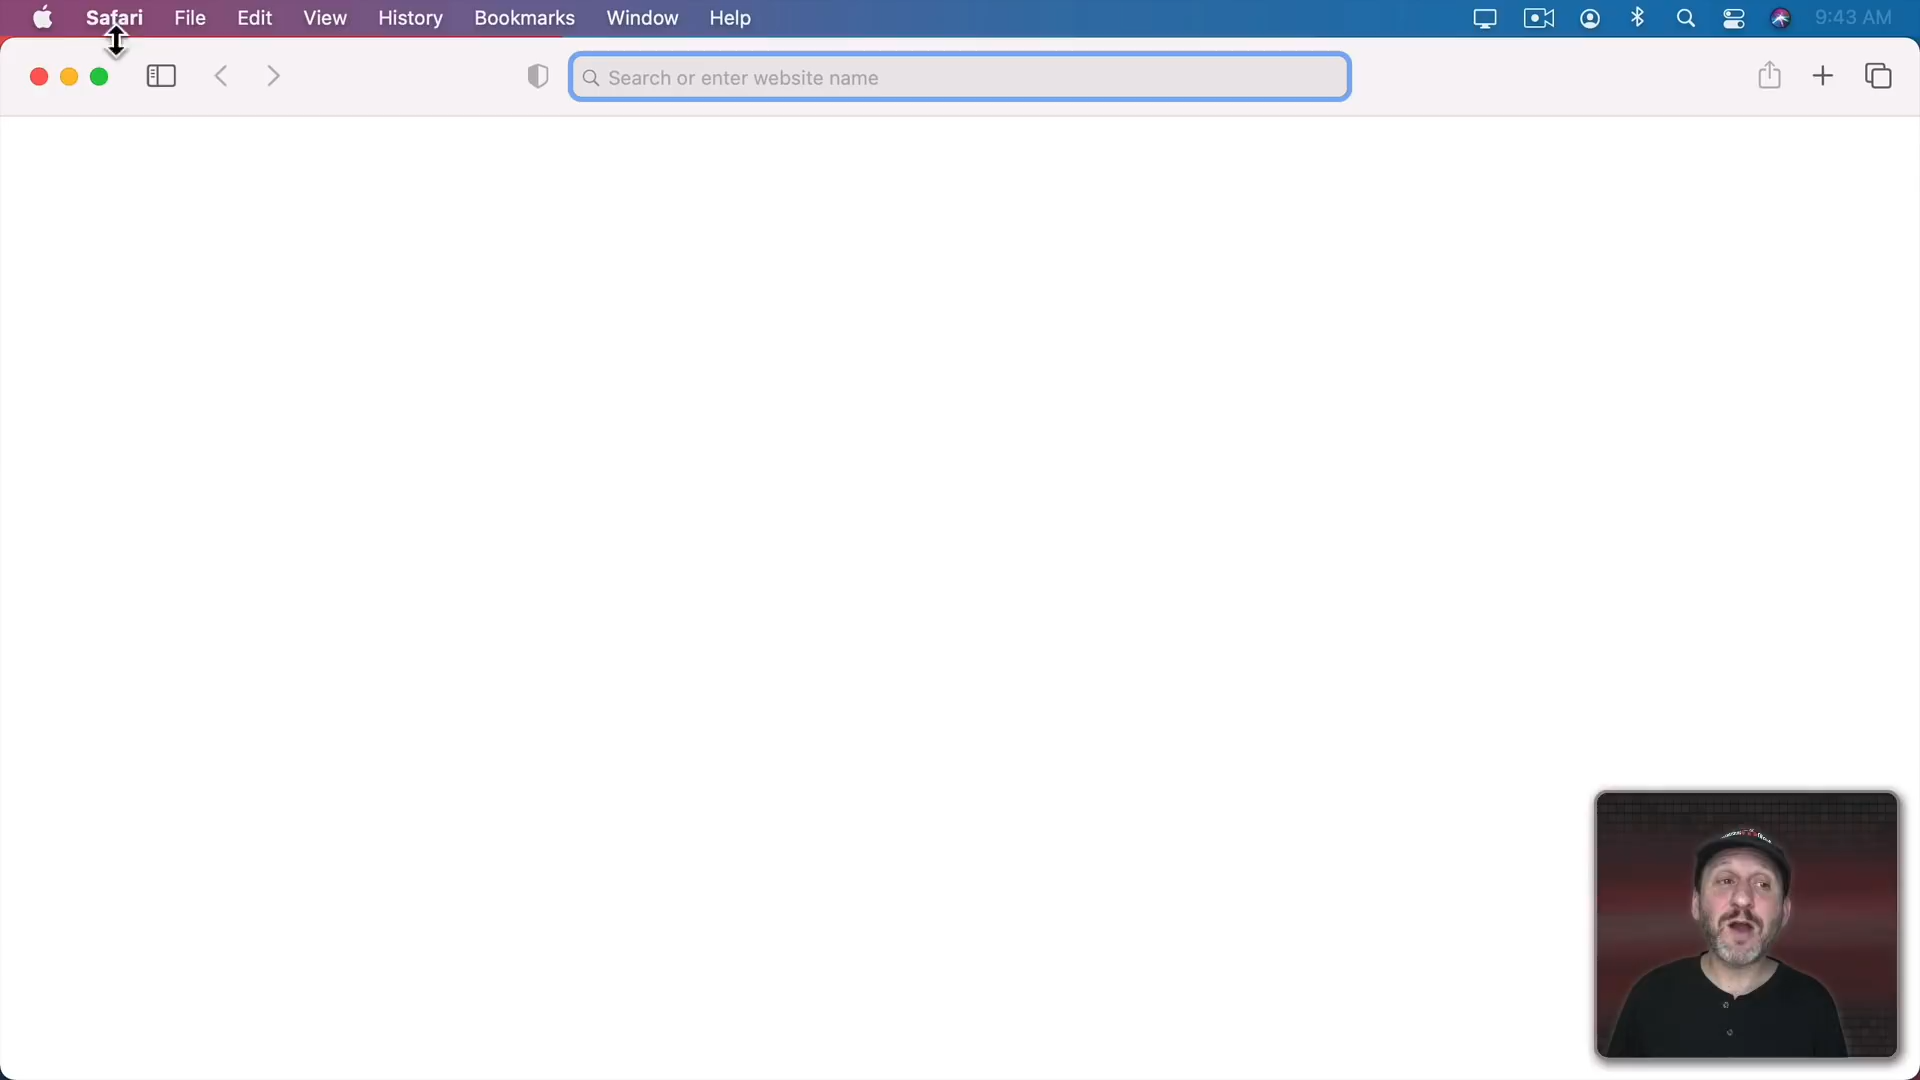 Safari File Edit View History Bookmarks Window Help 9:43 AM
Search or enter website name